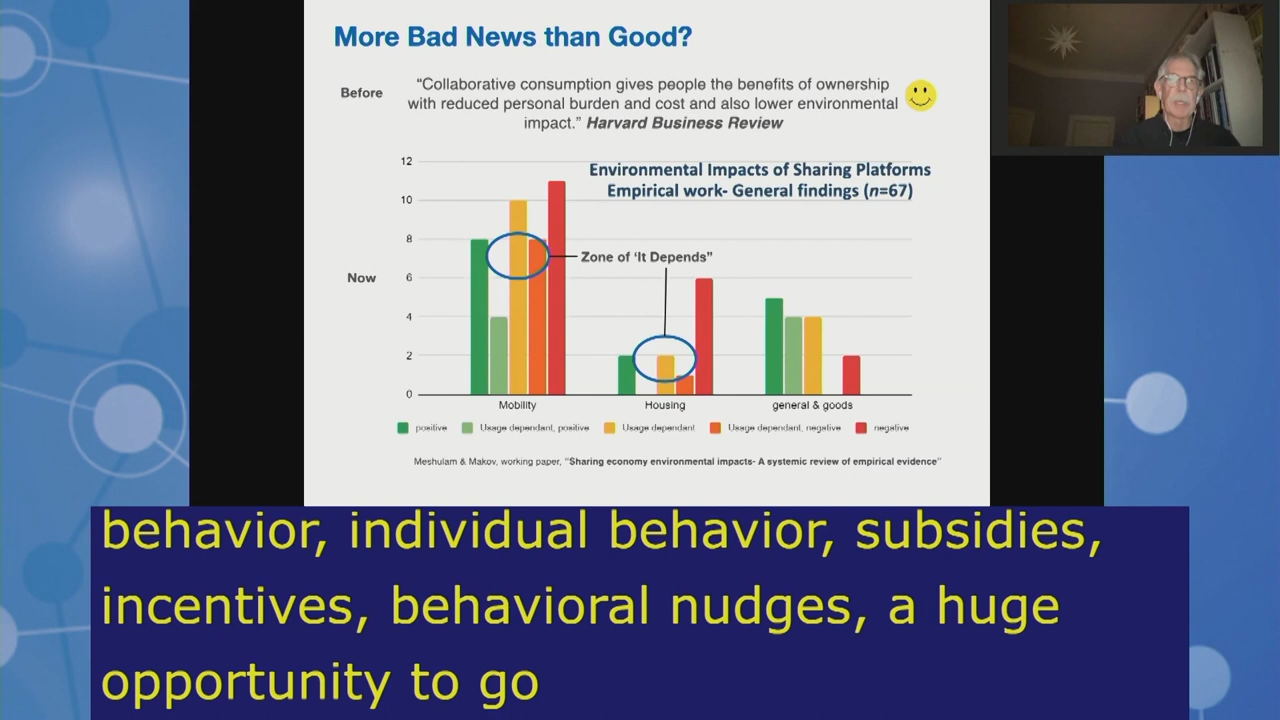 More Bad News than Good?
Before
“Collaborative consumption gives people the benefits of ownership
with reduced personal burden and cost and also lower environmental
impact.” Harvard Business Review
Environmental Impacts of Sharing Platforms
Empirical work- General findings (n=67)
Zone of ‘It Depends”
Now
12
10
8
6
4
2
0
Mobility Housing general & goods
positive Usage dependant, positive Usage dependant Usage dependant, negative negative
Meshulam & Makov, working paper, “Sharing economy environmental impacts- A systemic review of empirical evidence”
behavior, individual behavior, subsidies,
incentives, behavioral nudges, a huge
opportunity to go